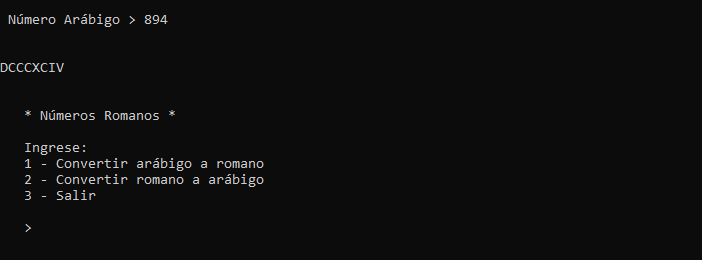 Número Arábigo > 894
DCCCXCIV
* Números Romanos *
Ingrese:
1 - Convertir arábigo a romano
2 - Convertir romano a arábigo
3 - Salir
>